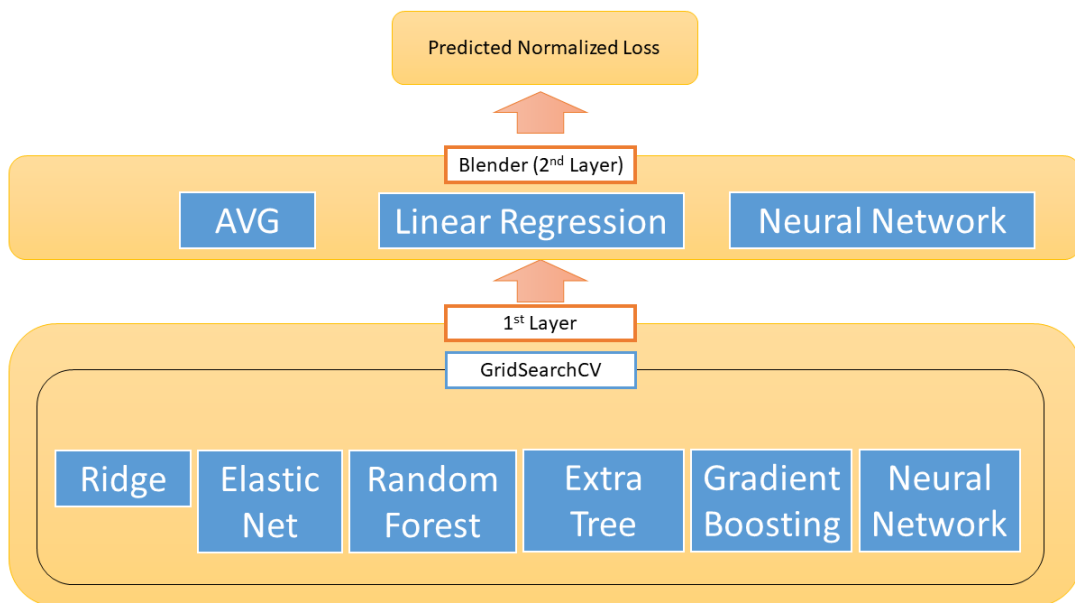 Predicted Normalized Loss
Blender (2nd Layer)
AVG
Linear Regression
Neural Network
1st Layer
GridSearchCV
Ridge
Elastic
Net
Random
Forest
Extra
Tree
Gradient
Boosting
Neural
Network